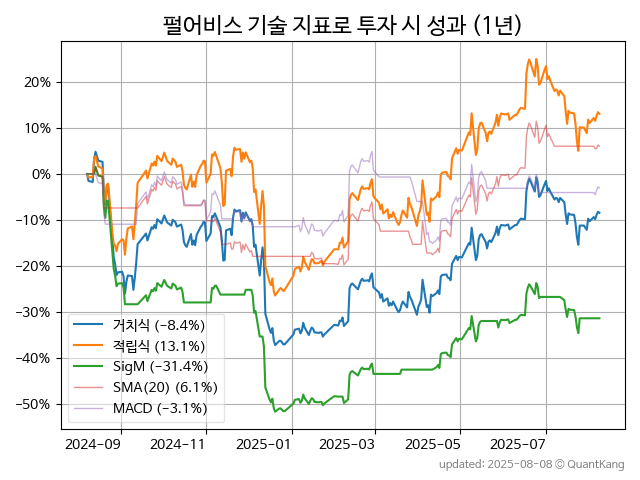 펄어비스 기술 지표로 투자 시 성과 (1년)
20%
10%
0%
−10%
−20%
−30%
−40%
−50%
거치식 (−8.4%)
적립식 (13.1%)
SigM (−31.4%)
SMA(20) (6.1%)
MACD (−3.1%)
2024-09 2024-11 2025-01 2025-03 2025-05 2025-07
updated: 2025-08-08 © QuantKang